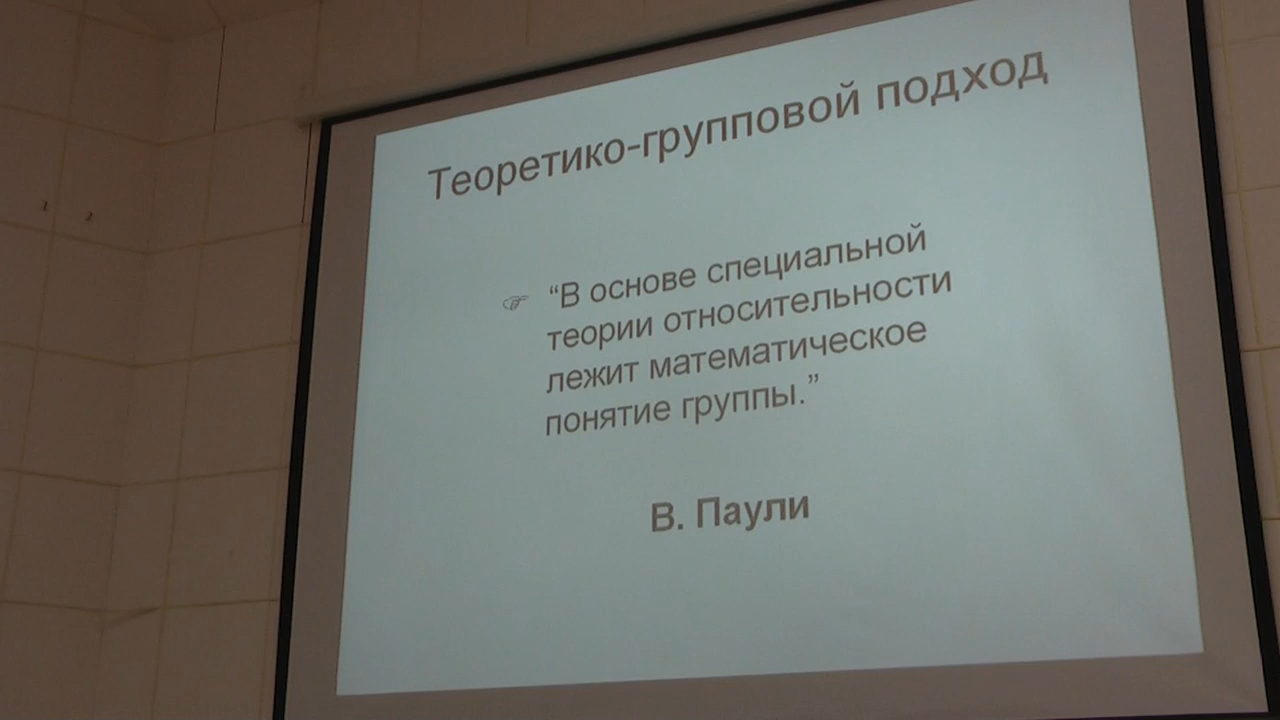 Теоретико-групповой подход
☞ “В основе специальной
теории относительности
лежит математическое
понятие группы.”
В. Паули